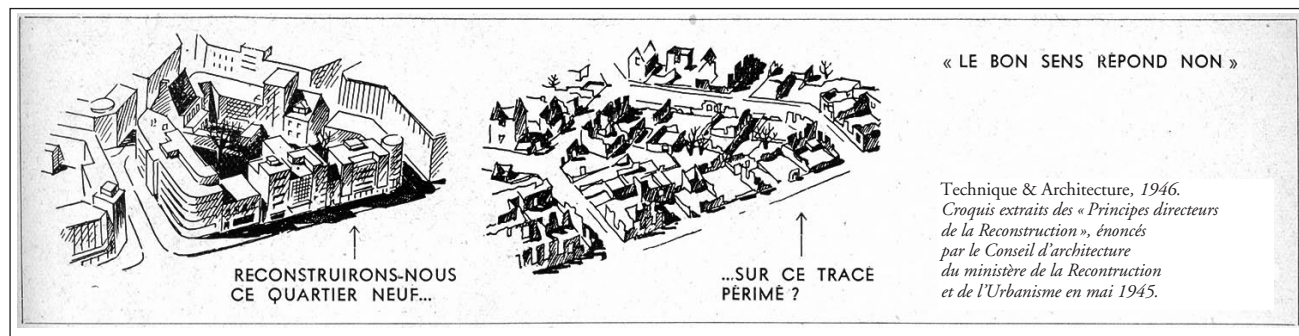 « LE BON SENS RÉPOND NON »
RECONSTRUIRONS-NOUS
CE QUARTIER NEUF...
...SUR CE TRACÉ
PÉRIMÉ ?
Technique & Architecture, 1946.
Croquis extraits des « Principes directeurs
de la Reconstruction », énoncés
par le Conseil d'architecture
du ministère de la Recontruction
et de l'Urbanisme en mai 1945.